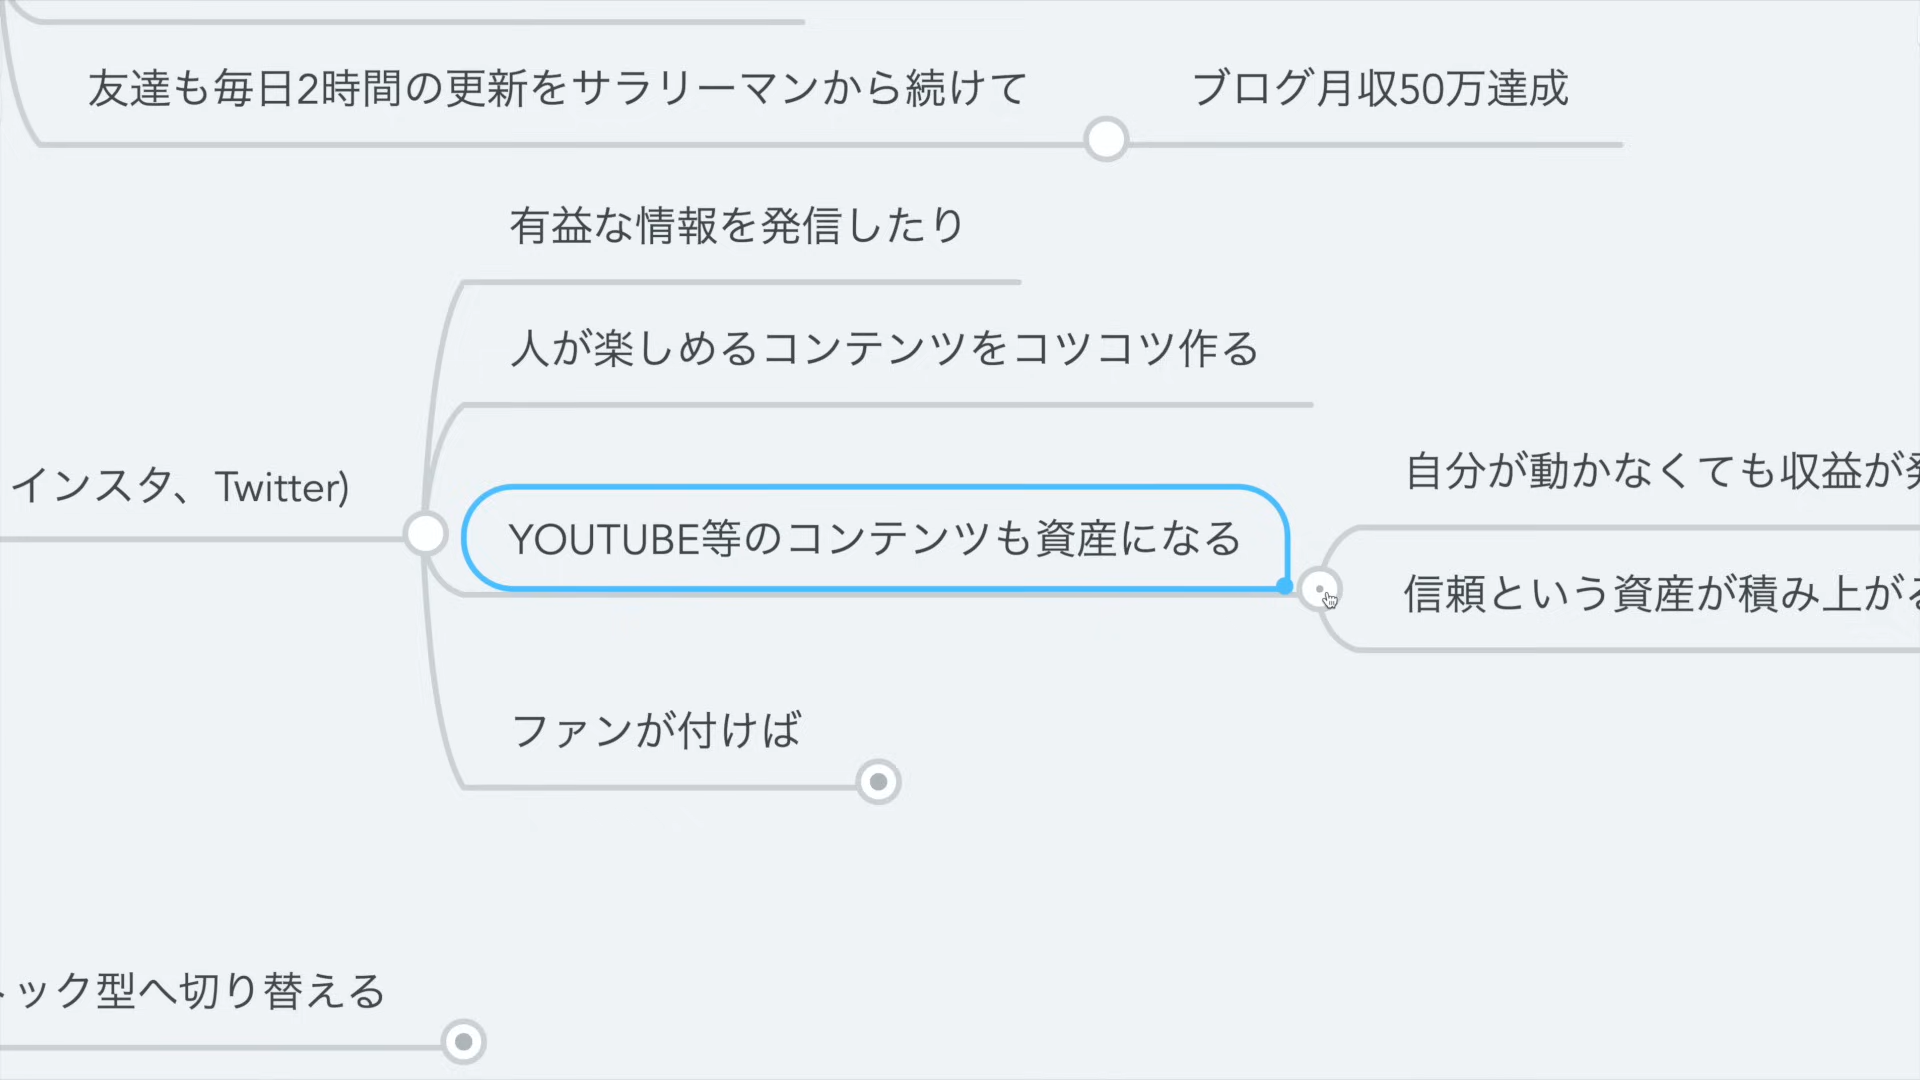 友達も毎日2時間の更新をサラリーマンから続けて
ブログ月収50万達成
有益な情報を発信したり
人が楽しめるコンテンツをコツコツ作る
インスタ、Twitter)
YOUTUBE等のコンテンツも資産になる
自分が動かなくても収益が
信頼という資産が積み上がる
ファンが付けば
ック型へ切り替える